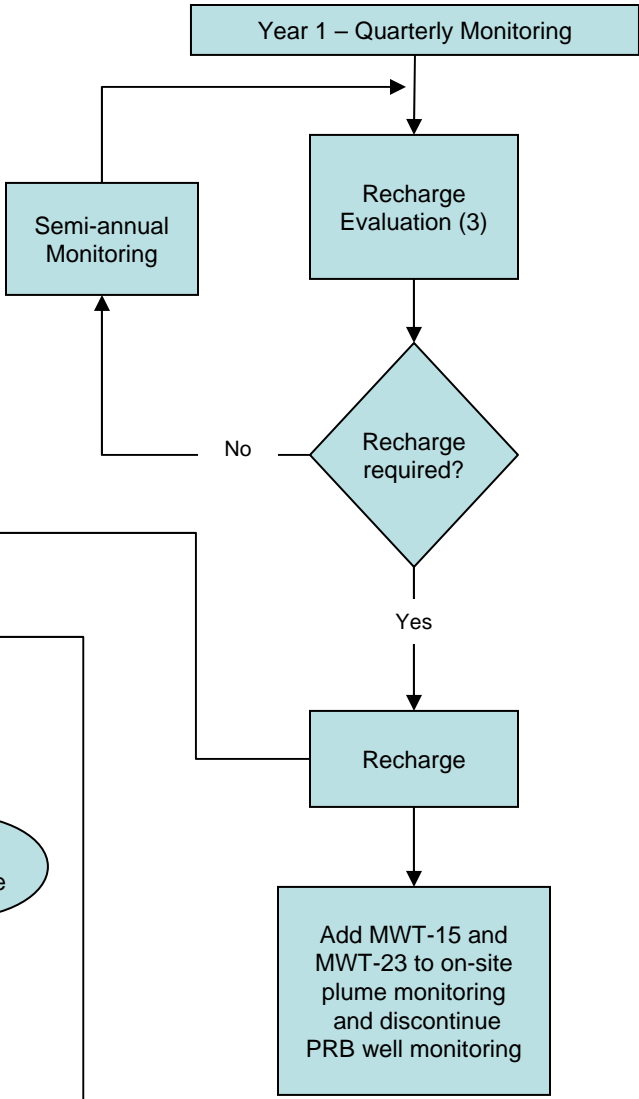 Year 1 – Quarterly Monitoring
Recharge
Evaluation (3)
Semi-annual
Monitoring
Recharge
required?
No
Yes
Recharge
Add MWT-15 and
MWT-23 to on-site
plume monitoring
and discontinue
PRB well monitoring